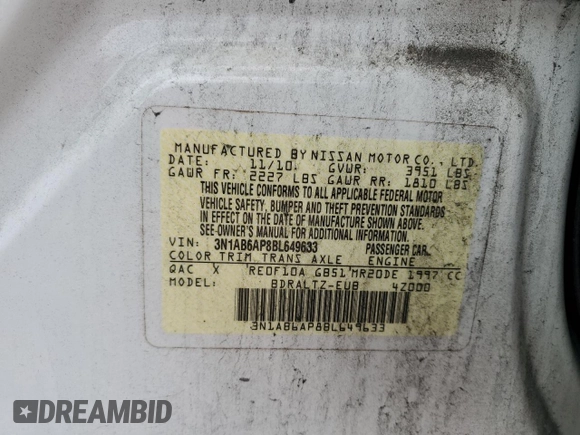 MANUFACTURED BY NISSAN MOTOR CO., LTD.
DATE: 11/10 GVWR: 3951 LBS
GAWR FR: 2227 LBS GAWR RR: 1810 LBS
THIS VEHICLE CONFORMS TO ALL APPLICABLE FEDERAL MOTOR
VEHICLE SAFETY, BUMPER AND THEFT PREVENTION STANDARDS
IN EFFECT ON THE DATE OF MANUFACTURE SHOWN ABOVE.
SEE-OWNER'S MANUAL FOR ADDITIONAL INFORMATION.
VIN: 3N1AB6AP8BL649633 PASSENGER CAR
COLOR TRIM TRANS AXLE ENGINE
QAC X RE0F10A GB51 MR20DE 1997 CC
MODEL: BDRALTZ-EUB 4Z000
3N1AB6AP8BL649633
DREAMBID